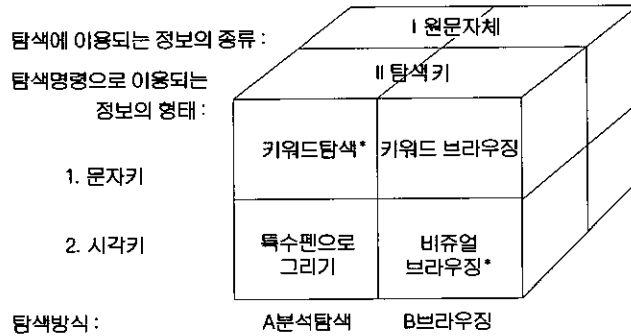 탐색에 이용되는 정보의 종류 :
I 원문자체
II 탐색키
탐색명령으로 이용되는
정보의 형태 :
키워드탐색*
키워드 브라우징
1. 문자키
2. 시각키
특수펜으로
그리기
비쥬얼
브라우징*
탐색방식 :
A분석탐색
B브라우징